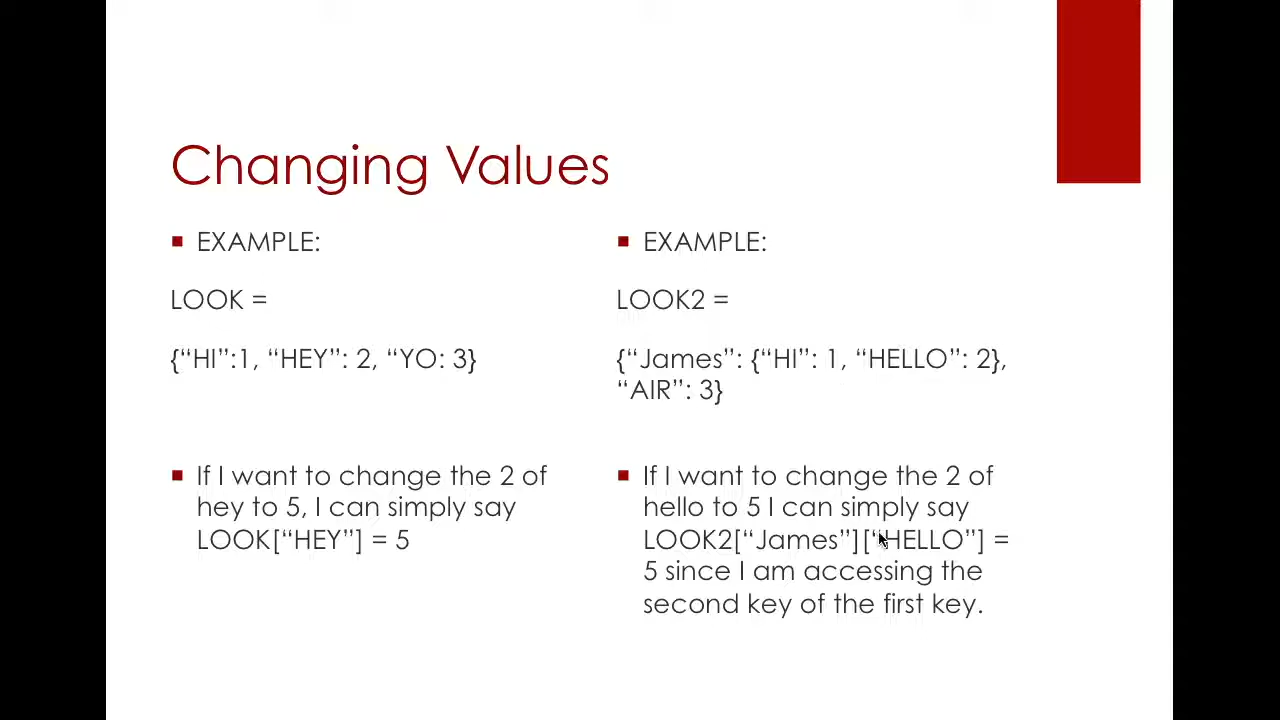 Changing Values
EXAMPLE:
LOOK =
{“HI”:1, “HEY”: 2, “YO: 3}
If I want to change the 2 of
hey to 5, I can simply say
LOOK[“HEY”] = 5
EXAMPLE:
LOOK2 =
{“James”: {“HI”: 1, “HELLO”: 2},
“AIR”: 3}
If I want to change the 2 of
hello to 5 I can simply say
LOOK2[“James”][“HELLO”] =
5 since I am accessing the
second key of the first key.